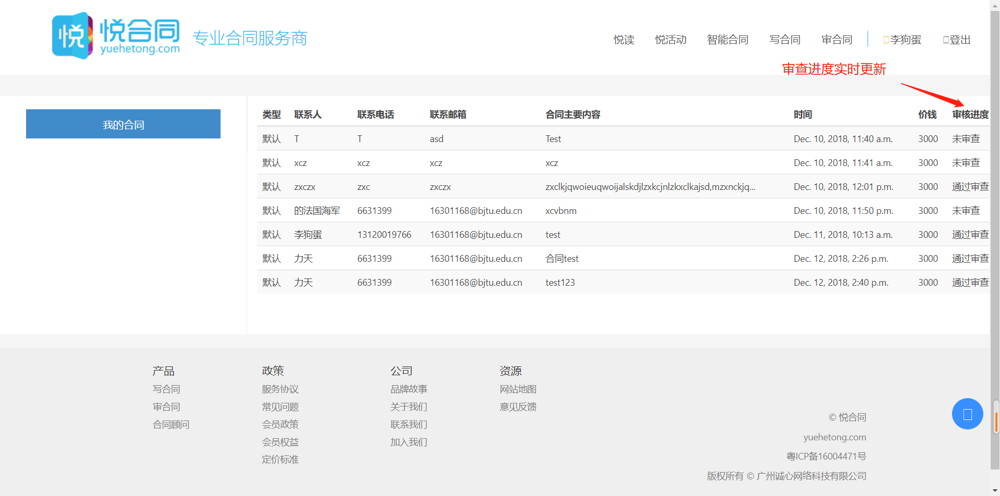 悦 悦合同 专业合同服务商
yuehetong.com
悦读 悦活动 智能合同 写合同 审合同 李狗蛋 登出
审查进度实时更新
我的合同
类型 联系人 联系电话 联系邮箱 合同主要内容 时间 价钱 审核进度
默认 T T asd Test Dec. 10, 2018, 11:40 a.m. 3000 未审查
默认 xcz xcz xcz xcz Dec. 10, 2018, 11:41 a.m. 3000 未审查
默认 zxczx zxc zxczx zxclkjqwoieuqwoijalskdjlzxkcjnlzkxclkajsd,mzxnckjq... Dec. 10, 2018, 12:01 p.m. 3000 通过审查
默认 的法国海军 6631399 16301168@bjtu.edu.cn xcvbnm Dec. 10, 2018, 11:50 p.m. 3000 未审查
默认 李狗蛋 13120019766 16301168@bjtu.edu.cn test Dec. 11, 2018, 10:13 a.m. 3000 通过审查
默认 力天 6631399 16301168@bjtu.edu.cn 合同test Dec. 12, 2018, 2:26 p.m. 3000 通过审查
默认 力天 6631399 16301168@bjtu.edu.cn test123 Dec. 12, 2018, 2:40 p.m. 3000 通过审查
产品
写合同
审合同
合同顾问
政策
服务协议
常见问题
会员政策
会员权益
定价标准
公司
品牌故事
关于我们
联系我们
加入我们
资源
网站地图
意见反馈
© 悦合同
yuehetong.com
粤ICP备16004471号
版权所有 © 广州诚心网络科技有限公司